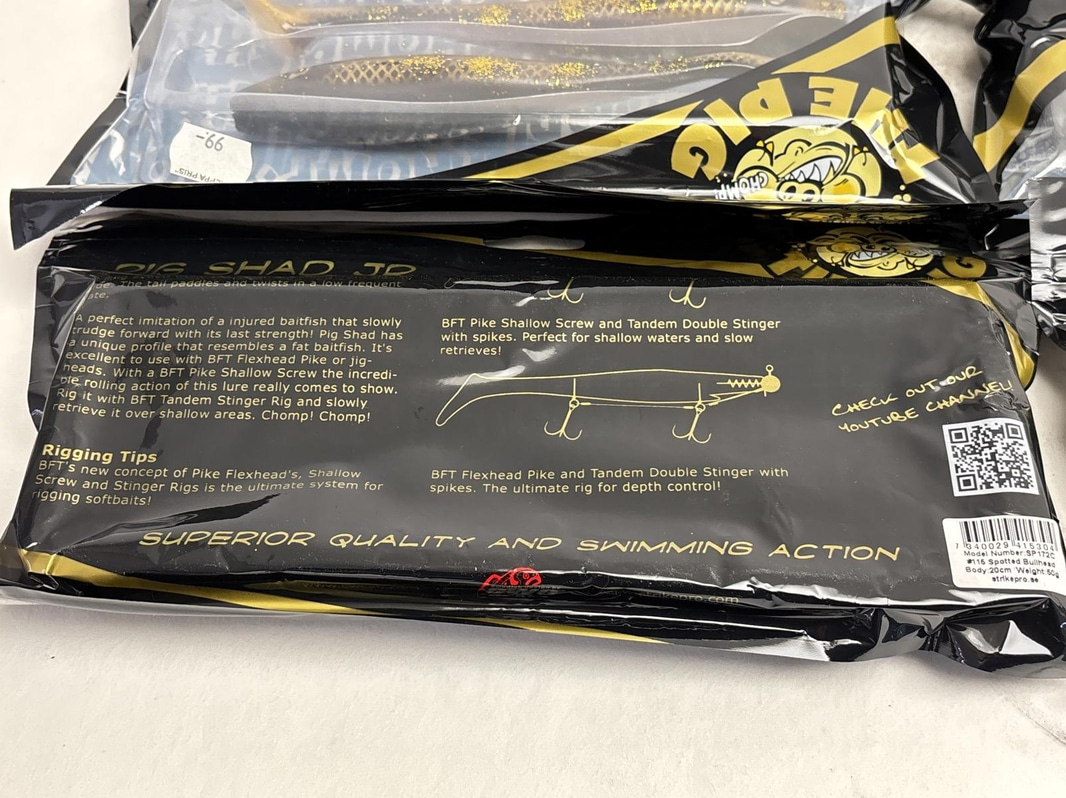 THE PIG
CHOMP!
99:-
PIG SHAD JR
The tail paddles and twists in a low frequent
A perfect imitation of a injured baitfish that slowly
trudge forward with its last strength! Pig Shad has
a unique profile that resembles a fat baitfish. It's
excellent to use with BFT Flexhead Pike or jig-
heads. With a BFT Pike Shallow Screw the incredi-
ble rolling action of this lure really comes to show.
Rig it with BFT Tandem Stinger Rig and slowly
retrieve it over shallow areas. Chomp! Chomp!
Rigging Tips
BFT's new concept of Pike Flexhead's, Shallow
Screw and Stinger Rigs is the ultimate system for
rigging softbaits!
BFT Pike Shallow Screw and Tandem Double Stinger
with spikes. Perfect for shallow waters and slow
retrieves!
BFT Flexhead Pike and Tandem Double Stinger with
spikes. The ultimate rig for depth control!
CHECK OUT OUR
YOUTUBE CHANNEL!
SUPERIOR QUALITY AND SWIMMING ACTION
7 340029 415304
Model Number:SP172C
#115 Spotted Bullhead
Body:20cm Weight:50g
strikepro.se